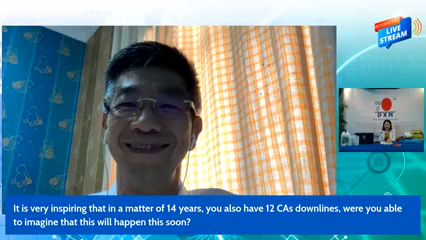 LIVE
STREAM
DXN
It is very inspiring that in a matter of 14 years, you also have 12 CAs downlines, were you able
to imagine that this will happen this soon?